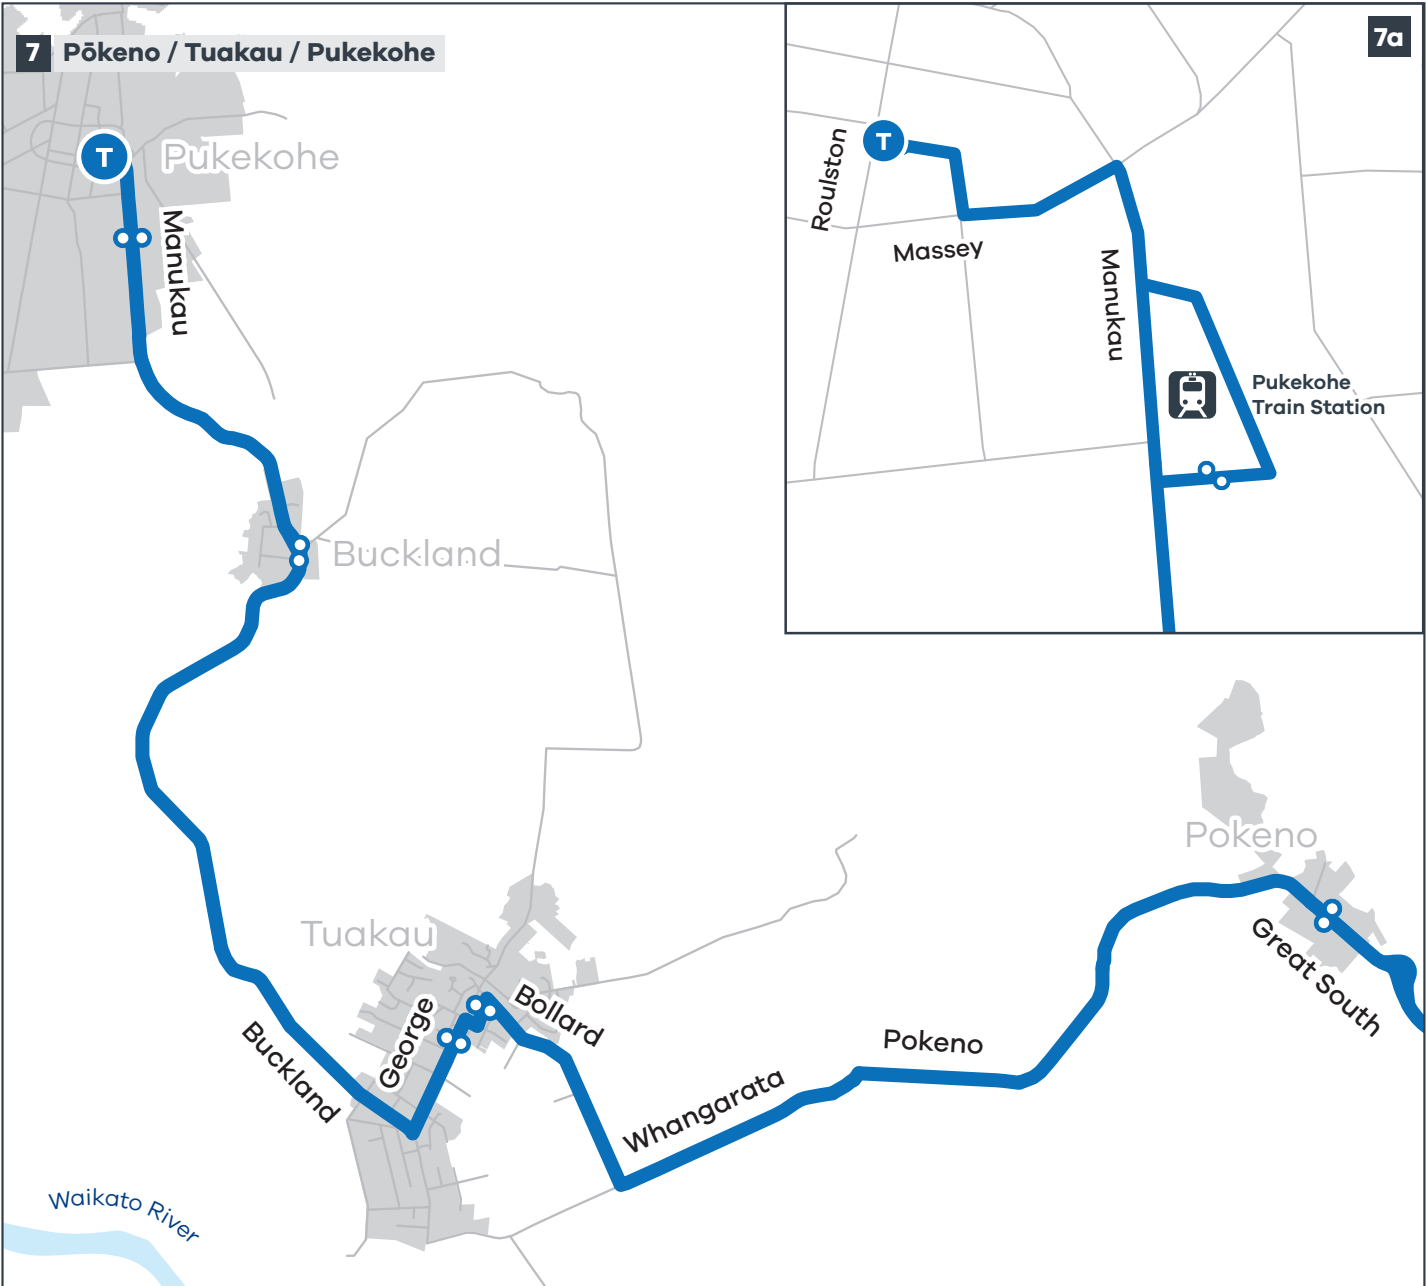 7 Pōkeno / Tuakau / Pukekohe
7a
T
Pukekohe
Manukau
T
Roulston
Massey
Manukau
Pukekohe
Train Station
Buckland
Pokeno
Great South
Tuakau
George
Bollard
Buckland
Whangarata
Pokeno
Waikato River